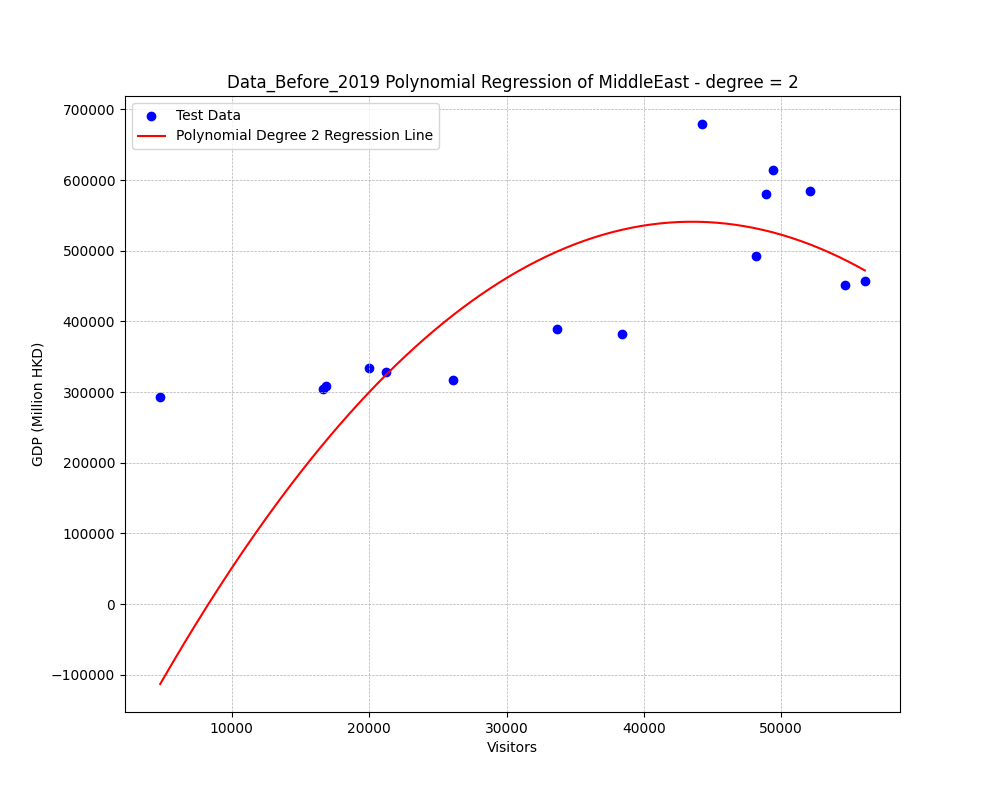 Data_Before_2019 Polynomial Regression of MiddleEast - degree = 2
Test Data
Polynomial Degree 2 Regression Line
700000
600000
500000
400000
300000
200000
100000
0
−100000
GDP (Million HKD)
10000 20000 30000 40000 50000
Visitors